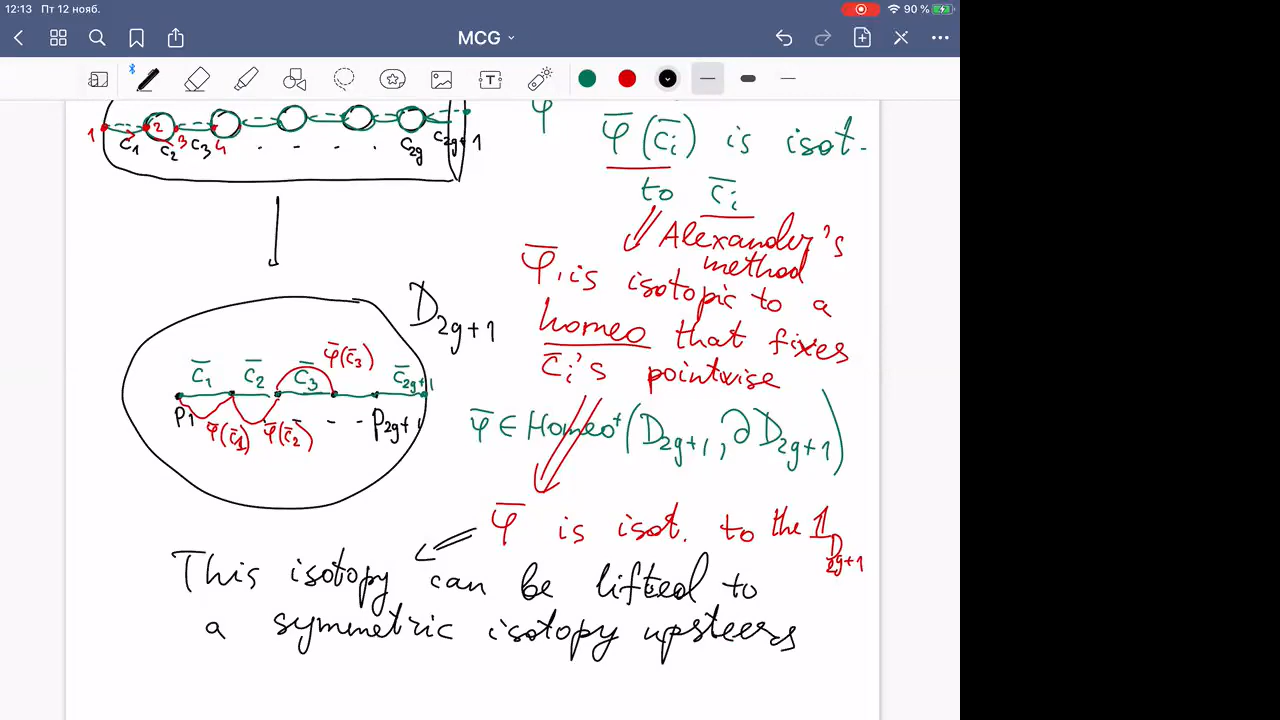 12:13 Пт 12 нояб.
90 %
MCG
T
1 2 3 4
c₁ c₂ c₃ . . . . c₂g c₂g+1
φ
φ̅(c̅ᵢ) is isot.
to c̅ᵢ
Alexander's
method
φ̅ is isotopic to a
homeo that fixes
c̅ᵢ's pointwise
D₂g+1
c̅₁ c̅₂ c̅₃ φ̅(c̅₃) c̅₂g+1
p₁ φ̅(c̅₁) φ̅(c̅₂) - - · p₂g+1
φ̅ ∈ Homeo⁺(D₂g+1, ∂D₂g+1)
φ̅ is isot. to the 𝟙 D₂g+1
This isotopy can be lifted to
a symmetric isotopy upsteers